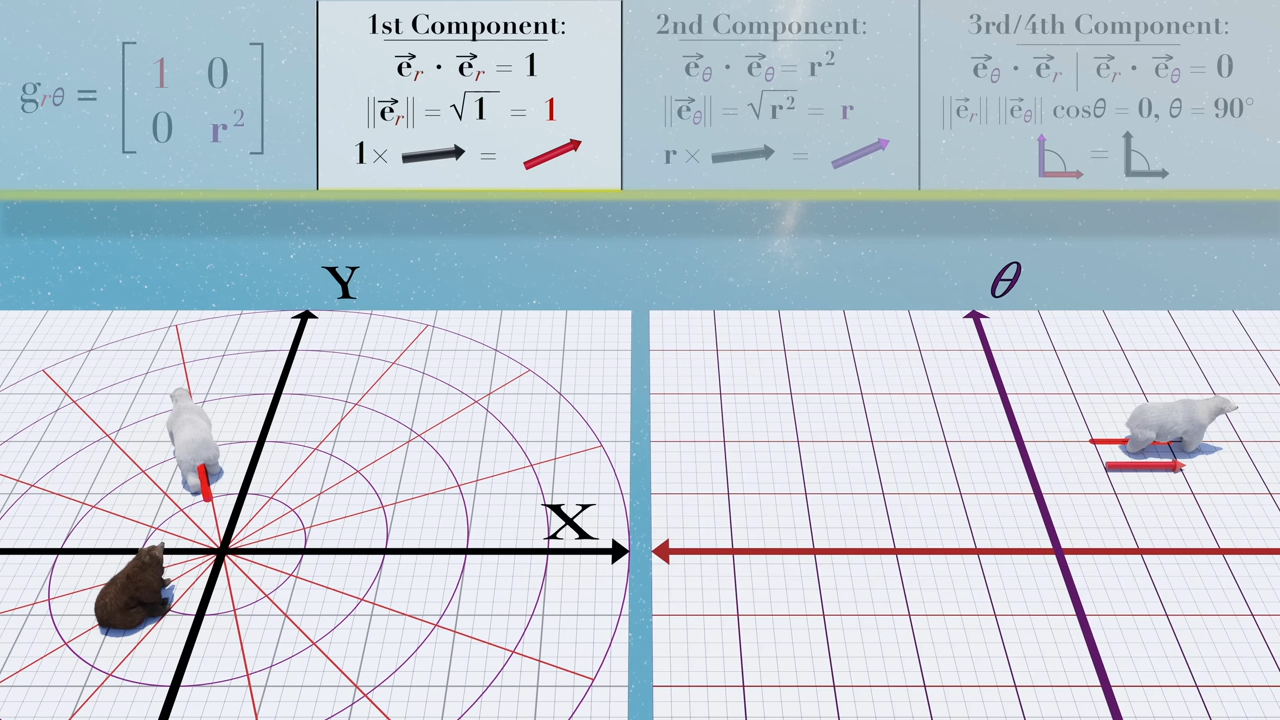 g_rθ = [ 1 0
0 r² ]
1st Component:
e⃗_r · e⃗_r = 1
||e⃗_r|| = √1 = 1
1× =
2nd Component:
e⃗_θ · e⃗_θ = r²
||e⃗_θ|| = √r² = r
r × =
3rd/4th Component:
e⃗_θ · e⃗_r | e⃗_r · e⃗_θ = 0
||e⃗_r|| ||e⃗_θ|| cosθ = 0, θ = 90°
=
Y
X
θ